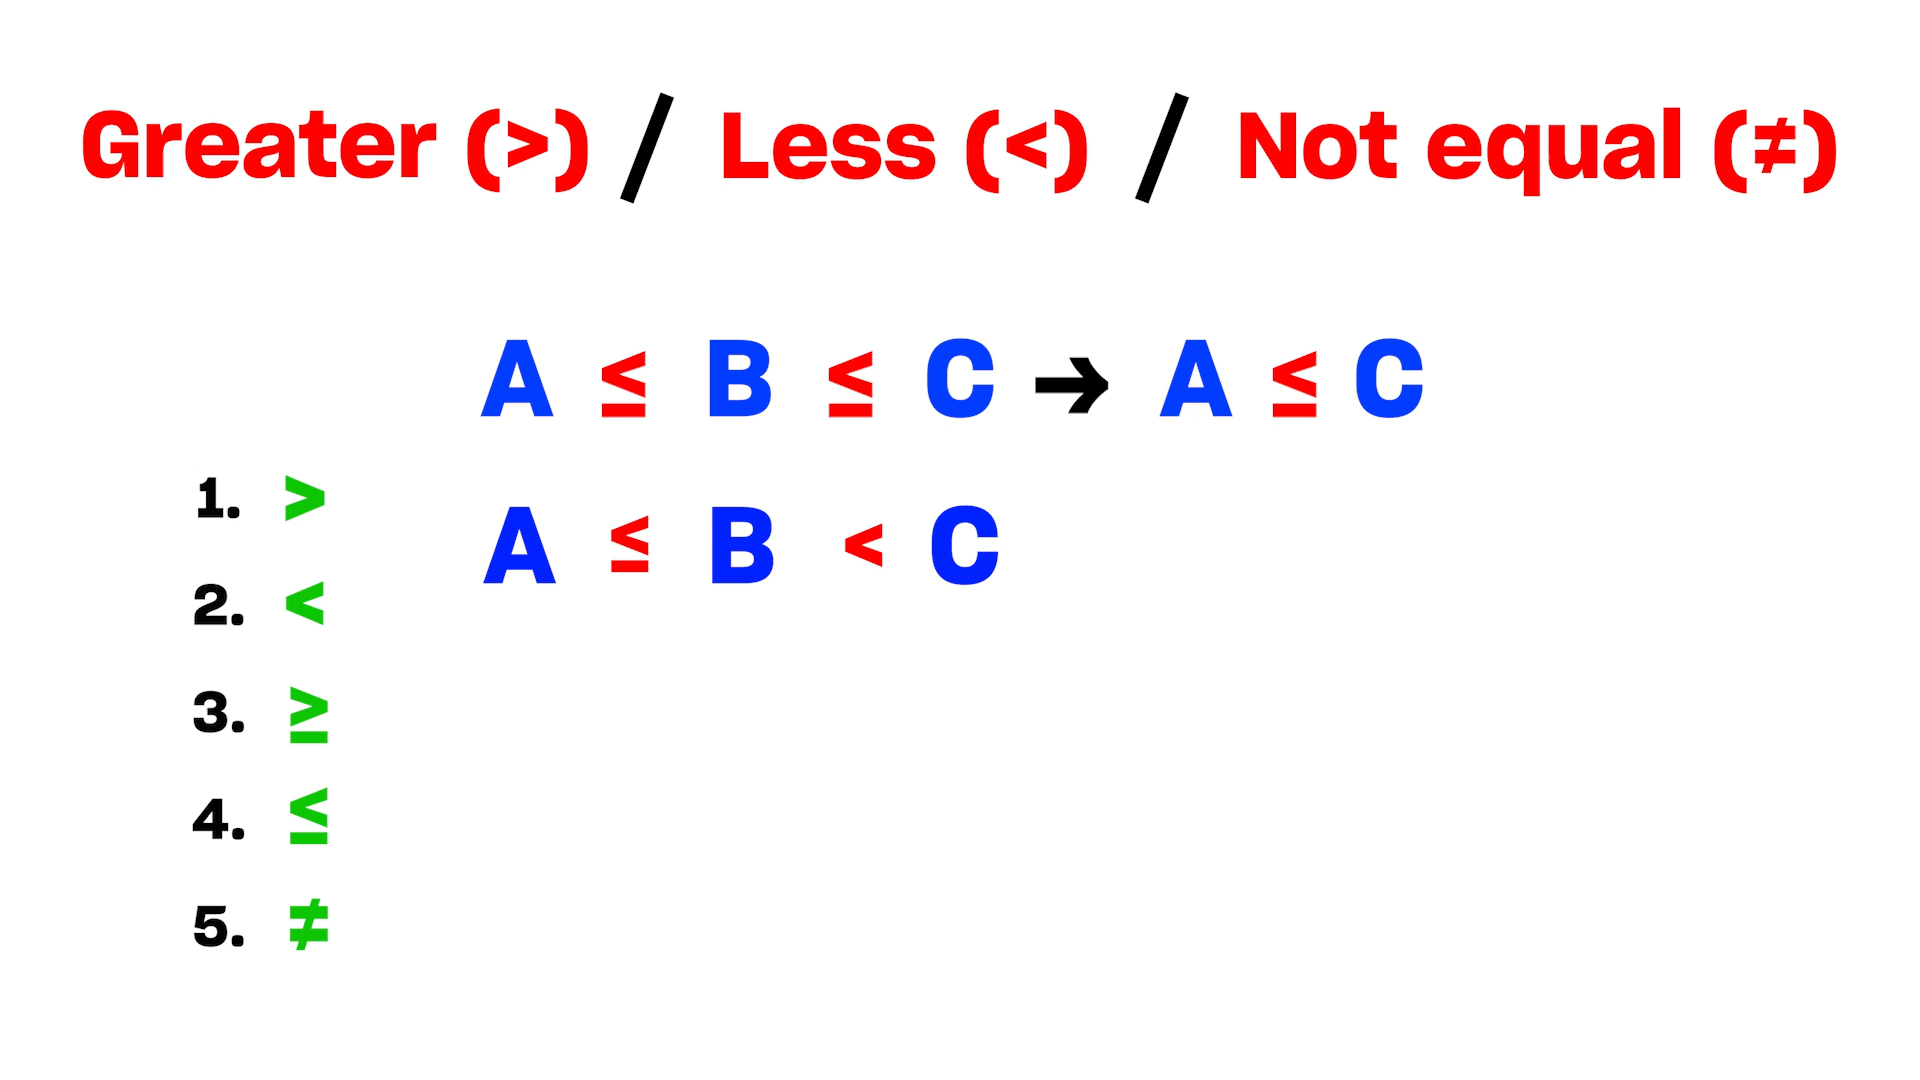 Greater (>) / Less (<) / Not equal (≠)
A ≤ B ≤ C → A ≤ C
1. >
A ≤ B < C
2. <
3. ≥
4. ≤
5. ≠